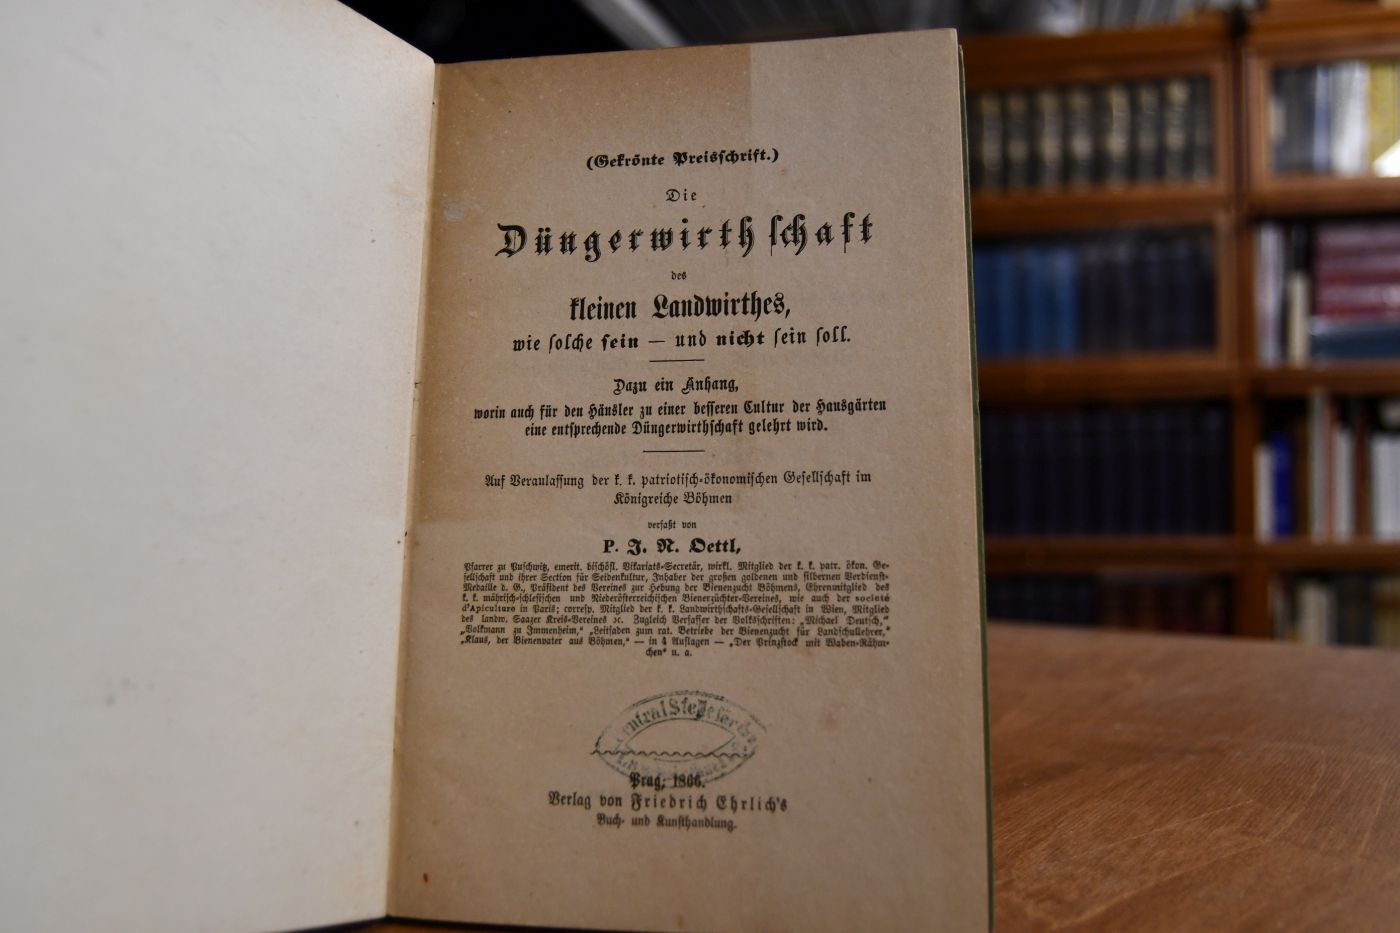 (Gekrönte Preisschrift.)
Die
Düngerwirthschaft
des
kleinen Landwirthes,
wie solche sein — und nicht sein soll.
Dazu ein Anhang,
worin auch für den Häusler zu einer besseren Cultur der Hausgärten
eine entsprechende Düngerwirthschaft gelehrt wird.
Auf Veranlassung der k. k. patriotisch-ökonomischen Gesellschaft im
Königreiche Böhmen
verfaßt von
P. J. N. Oettl,
Pfarrer zu Puschwitz, emerit. bischöfl. Vikariats-Secretär, wirkl. Mitglied der k. k. patr. ökon. Ge-
sellschaft und ihrer Section für Seidenkultur, Inhaber der großen goldenen und silbernen Verdienst-
Medaille d. G., Präsident des Vereines zur Hebung der Bienenzucht Böhmens, Ehrenmitglied des
k. k. mährisch-schlesischen und Niederösterreichischen Bienenzüchter-Vereines, wie auch der société
d'Apiculture in Paris; corresp. Mitglied der k. k. Landwirthschafts-Gesellschaft in Wien, Mitglied
des landw. Saazer Kreis-Vereines ꝛc. Zugleich Verfasser der Volksschriften: „Michael Deutsch,"
„Volkmann zu Immenheim," „Leitfaden zum rat. Betriebe der Bienenzucht für Landschullehrer,"
„Klaus, der Bienenvater aus Böhmen," — in 4 Auflagen — „Der Prinzstock mit Waben-Rähm-
chen" u. a.
Prag, 1866.
Verlag von Friedrich Ehrlich's
Buch- und Kunsthandlung.